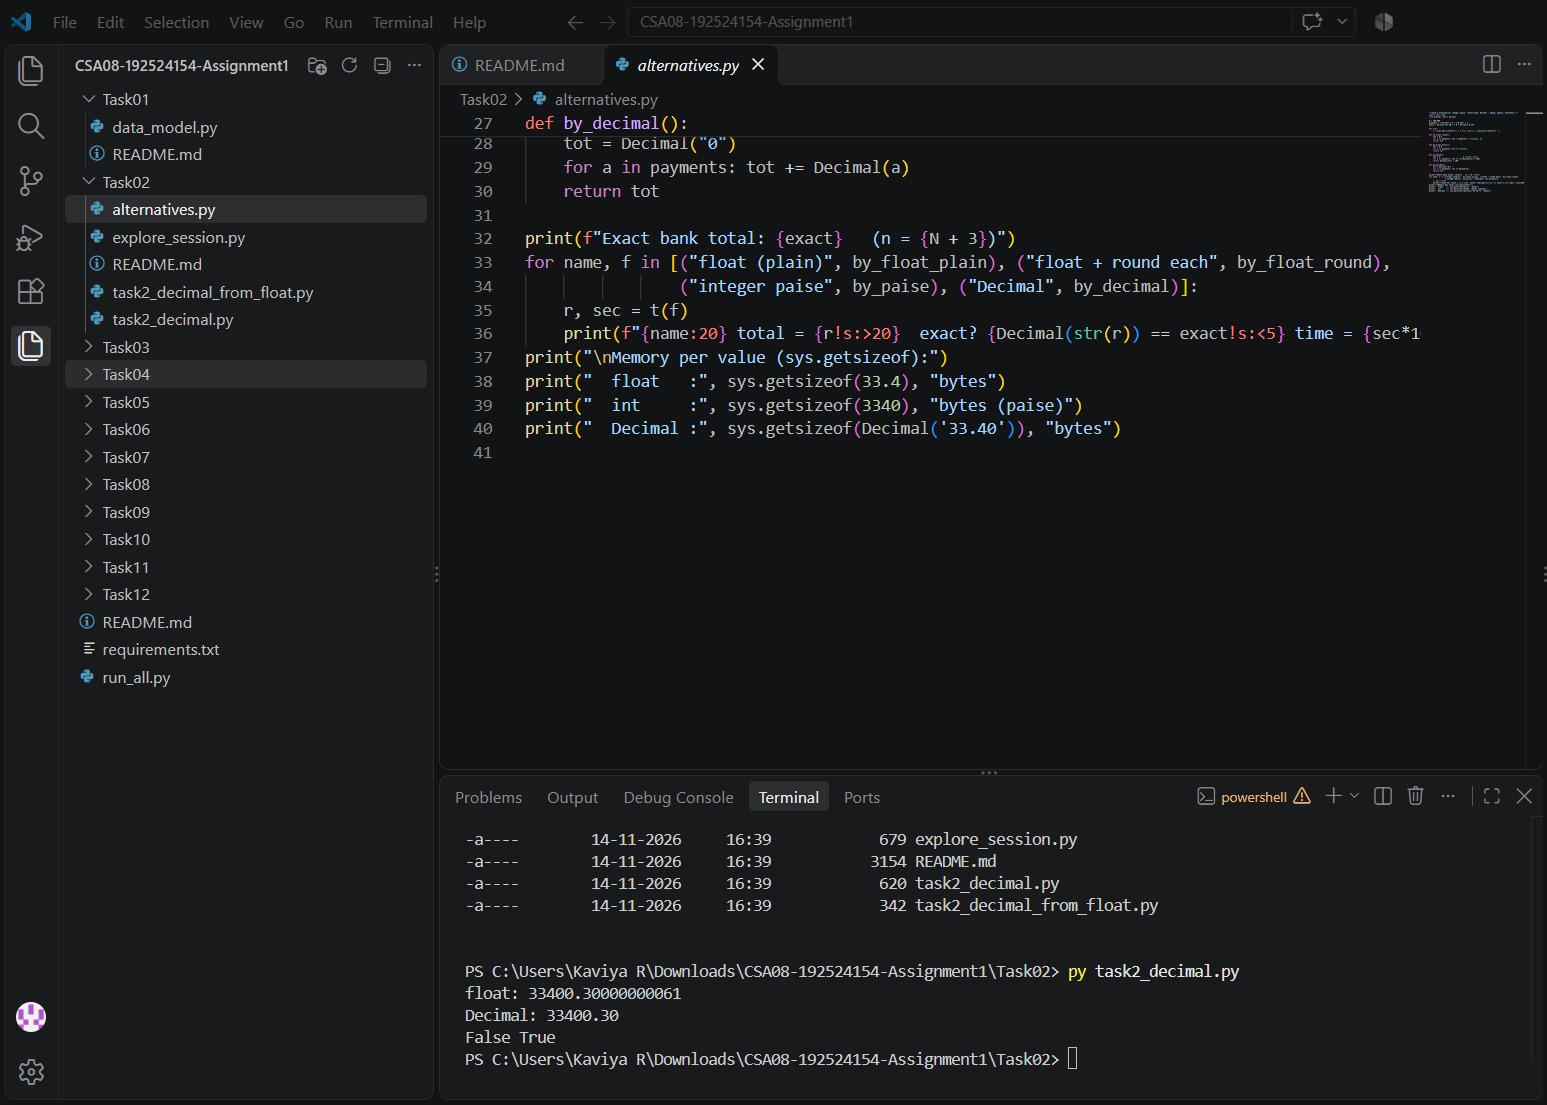 File Edit Selection View Go Run Terminal Help
CSA08-192524154-Assignment1
CSA08-192524154-Assignment1
Task01
data_model.py
README.md
Task02
alternatives.py
explore_session.py
README.md
task2_decimal_from_float.py
task2_decimal.py
Task03
Task04
Task05
Task06
Task07
Task08
Task09
Task10
Task11
Task12
README.md
requirements.txt
run_all.py
README.md
alternatives.py
Task02 > alternatives.py
27 def by_decimal():
28 tot = Decimal("0")
29 for a in payments: tot += Decimal(a)
30 return tot
31
32 print(f"Exact bank total: {exact}   (n = {N + 3})")
33 for name, f in [("float (plain)", by_float_plain), ("float + round each", by_float_round),
34 ("integer paise", by_paise), ("Decimal", by_decimal)]:
35 r, sec = t(f)
36 print(f"{name:20} total = {r!s:>20}  exact? {Decimal(str(r)) == exact!s:<5} time = {sec*1
37 print("\nMemory per value (sys.getsizeof):")
38 print("  float   :", sys.getsizeof(33.4), "bytes")
39 print("  int     :", sys.getsizeof(3340), "bytes (paise)")
40 print("  Decimal :", sys.getsizeof(Decimal('33.40')), "bytes")
41
Problems Output Debug Console Terminal Ports
powershell
-a---- 14-11-2026 16:39 679 explore_session.py
-a---- 14-11-2026 16:39 3154 README.md
-a---- 14-11-2026 16:39 620 task2_decimal.py
-a---- 14-11-2026 16:39 342 task2_decimal_from_float.py
PS C:\Users\Kaviya R\Downloads\CSA08-192524154-Assignment1\Task02> py task2_decimal.py
float: 33400.30000000061
Decimal: 33400.30
False True
PS C:\Users\Kaviya R\Downloads\CSA08-192524154-Assignment1\Task02>